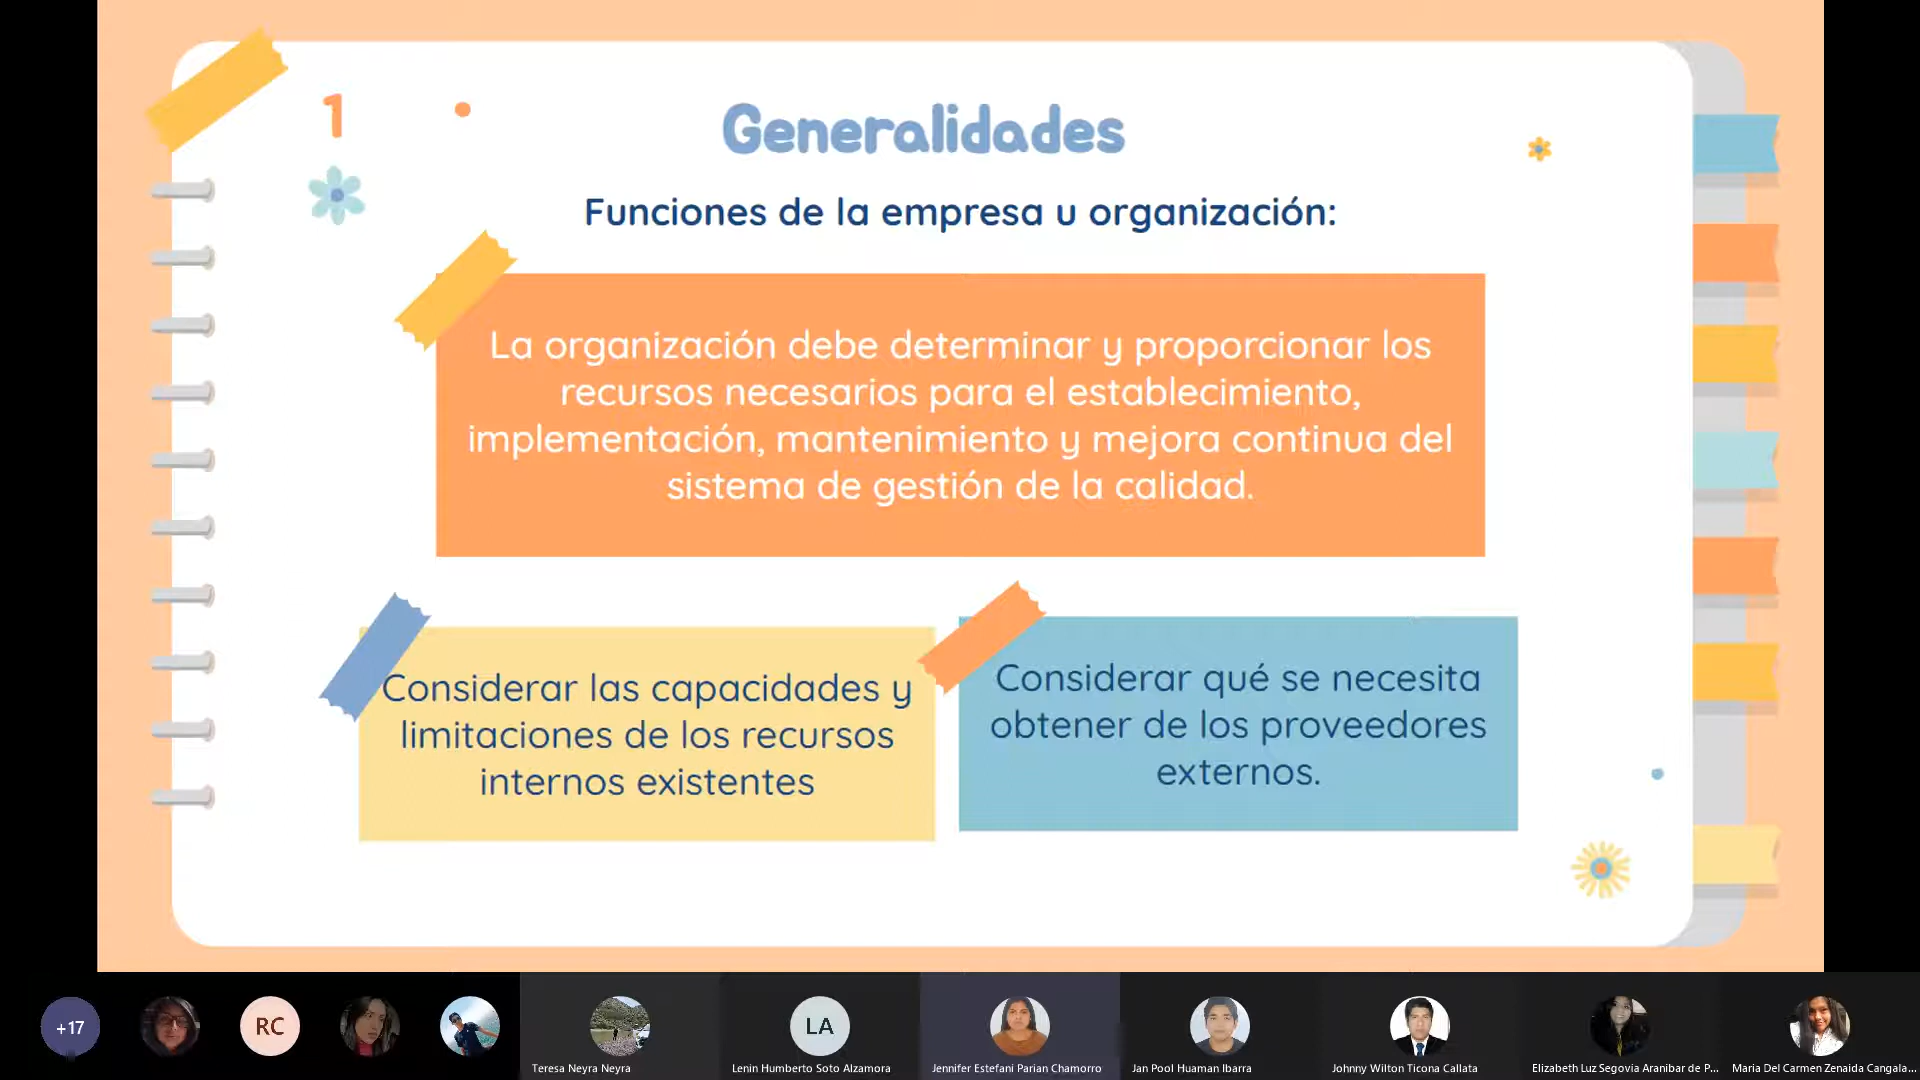 1
Generalidades
Funciones de la empresa u organización:
La organización debe determinar y proporcionar los
recursos necesarios para el establecimiento,
implementación, mantenimiento y mejora continua del
sistema de gestión de la calidad.
Considerar las capacidades y
limitaciones de los recursos
internos existentes
Considerar qué se necesita
obtener de los proveedores
externos.
+17
RC
LA
Teresa Neyra Neyra
Lenin Humberto Soto Alzamora
Jennifer Estefani Parian Chamorro
Jan Pool Huaman Ibarra
Johnny Wilton Ticona Callata
Elizabeth Luz Segovia Aranibar de P...
Maria Del Carmen Zenaida Cangala...